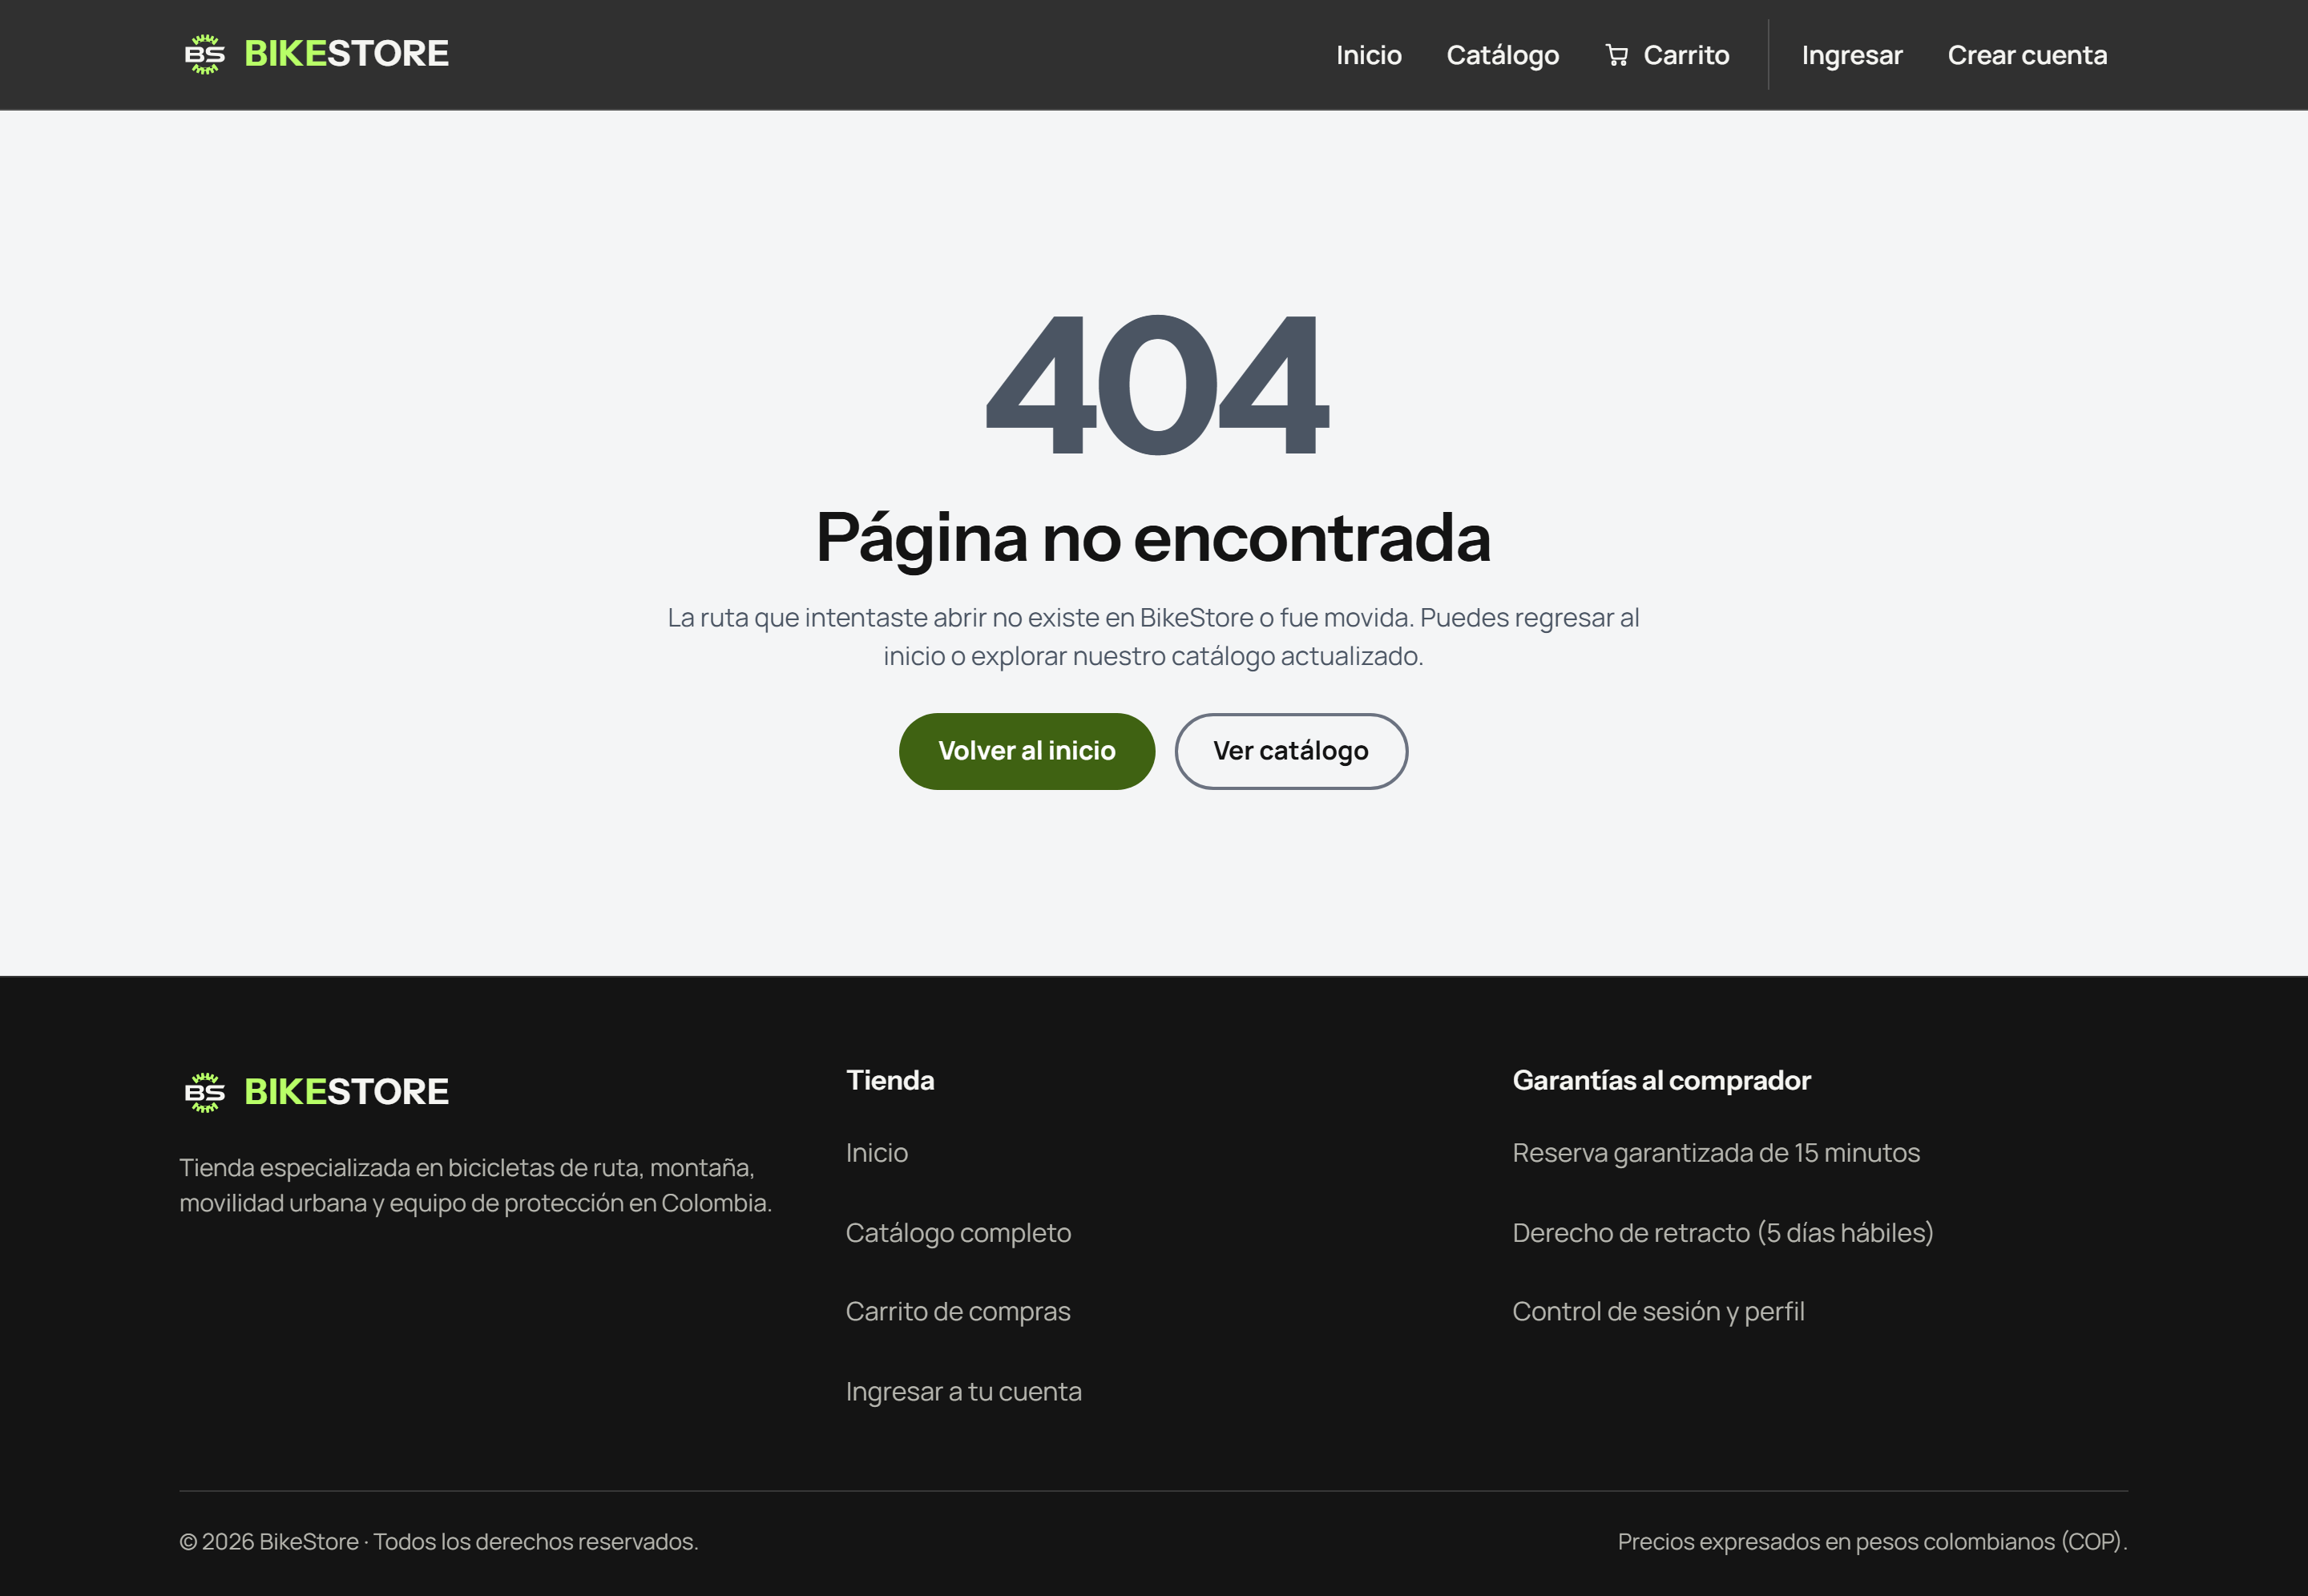 BS BIKESTORE
Inicio Catálogo Carrito Ingresar Crear cuenta
404
Página no encontrada
La ruta que intentaste abrir no existe en BikeStore o fue movida. Puedes regresar al
inicio o explorar nuestro catálogo actualizado.
Volver al inicio Ver catálogo
BS BIKESTORE
Tienda especializada en bicicletas de ruta, montaña,
movilidad urbana y equipo de protección en Colombia.
Tienda
Inicio
Catálogo completo
Carrito de compras
Ingresar a tu cuenta
Garantías al comprador
Reserva garantizada de 15 minutos
Derecho de retracto (5 días hábiles)
Control de sesión y perfil
© 2026 BikeStore · Todos los derechos reservados.
Precios expresados en pesos colombianos (COP).